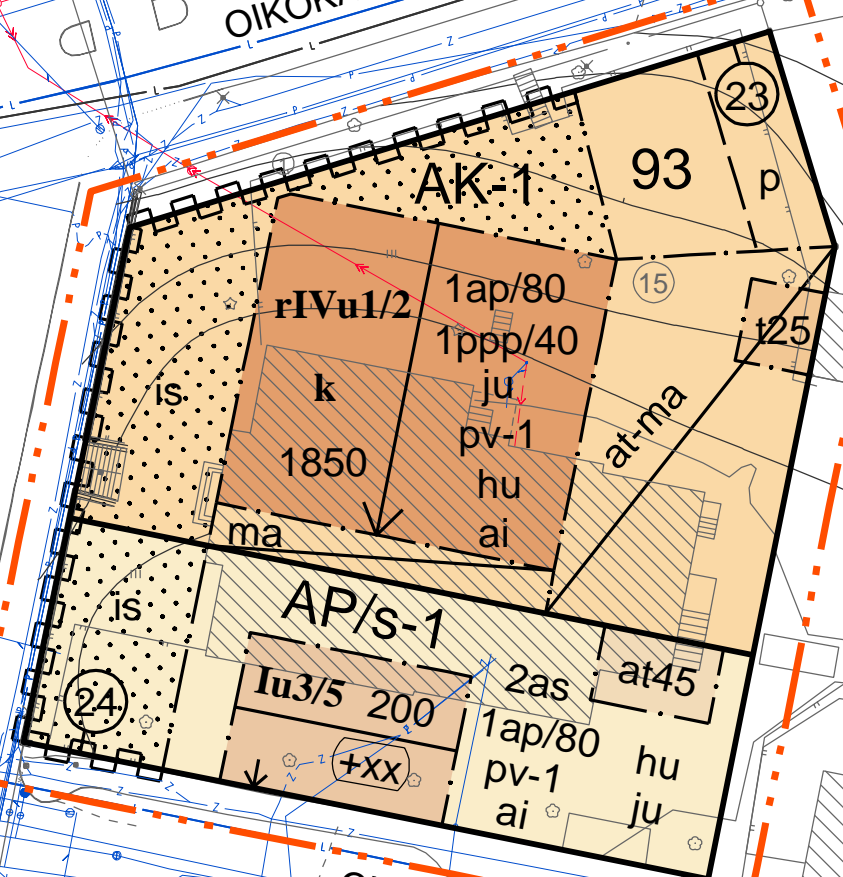 OIKOKA
23
AK-1
93
p
15
t25
rIVu1/2
k
1850
1ap/80
1ppp/40
ju
pv-1
hu
ai
at-ma
is
ma
is
AP/s-1
24
Iu3/5
200
+xx
2as
1ap/80
pv-1
ai
at45
hu
ju